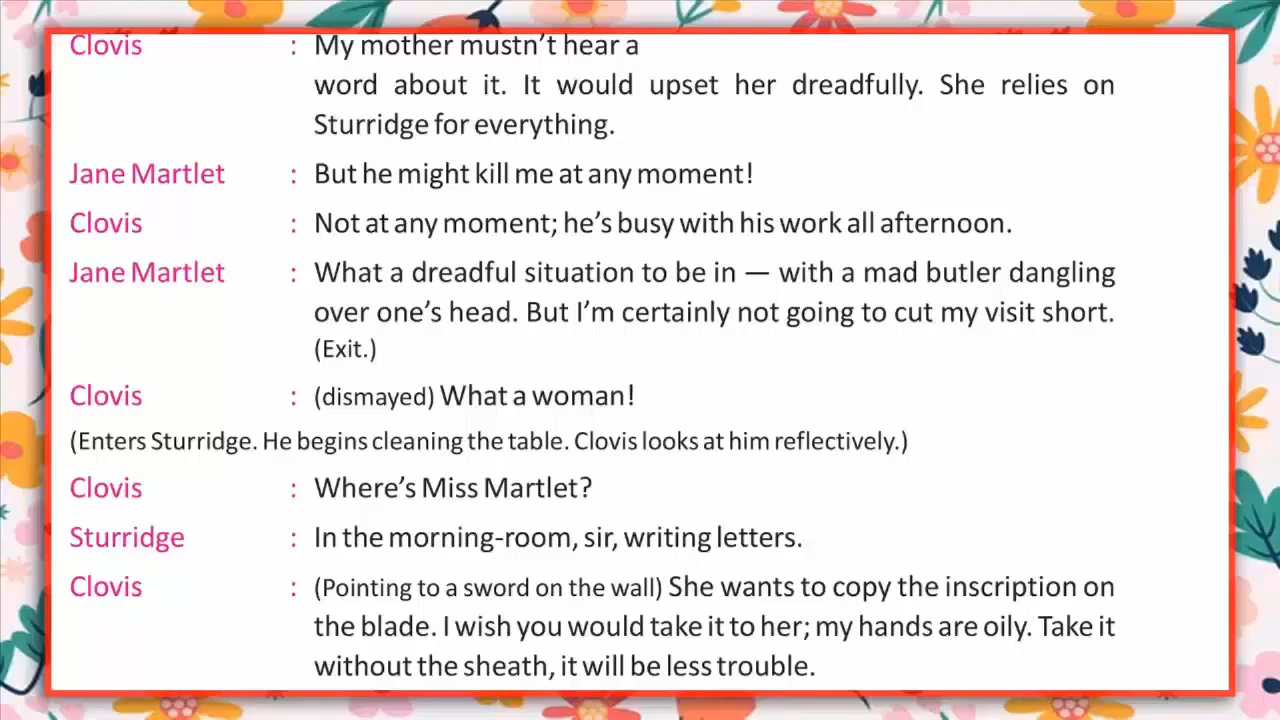 Clovis : My mother mustn’t hear a
word about it. It would upset her dreadfully. She relies on
Sturridge for everything.
Jane Martlet : But he might kill me at any moment!
Clovis : Not at any moment; he’s busy with his work all afternoon.
Jane Martlet : What a dreadful situation to be in — with a mad butler dangling
over one’s head. But I’m certainly not going to cut my visit short.
(Exit.)
Clovis : (dismayed) What a woman!
(Enters Sturridge. He begins cleaning the table. Clovis looks at him reflectively.)
Clovis : Where’s Miss Martlet?
Sturridge : In the morning-room, sir, writing letters.
Clovis : (Pointing to a sword on the wall) She wants to copy the inscription on
the blade. I wish you would take it to her; my hands are oily. Take it
without the sheath, it will be less trouble.